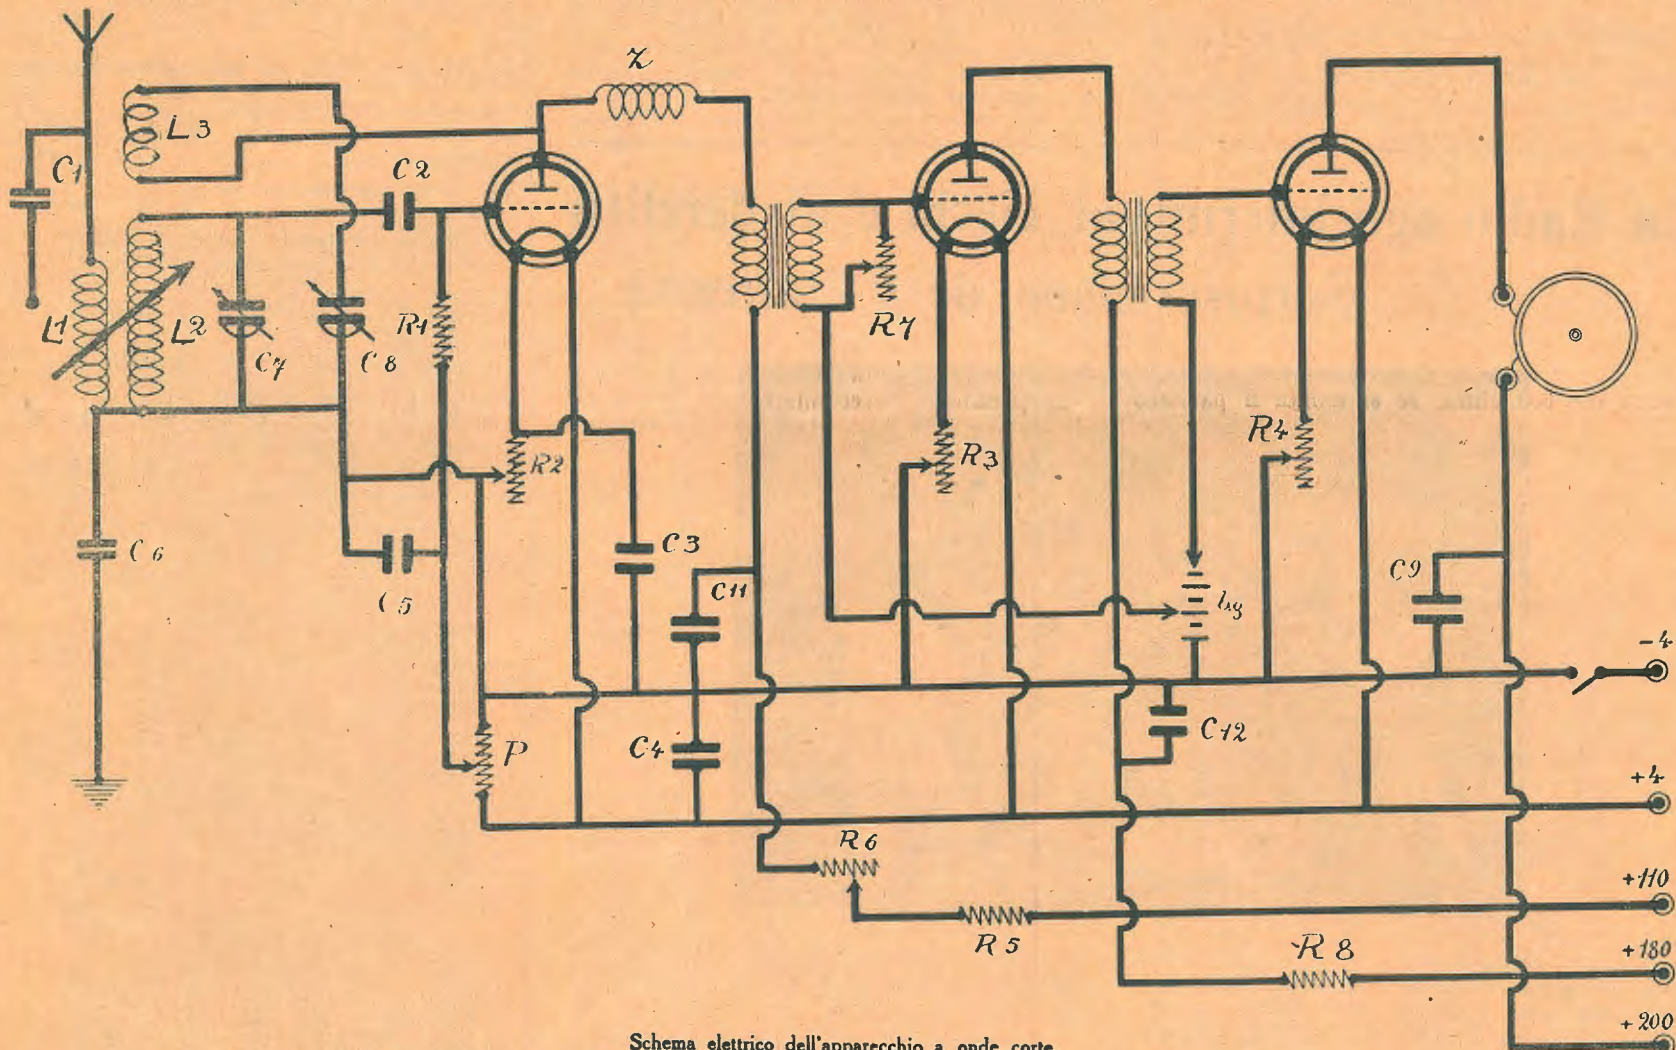 Z
L3
C1
C2
L1
L2
C7
C8
R1
R7
R2
R3
R4
C6
C5
C3
C11
C9
-4
P
C4
C12
+4
R6
+110
R5
R8
+180
+200
Schema elettrico dell'apparecchio a onde corte